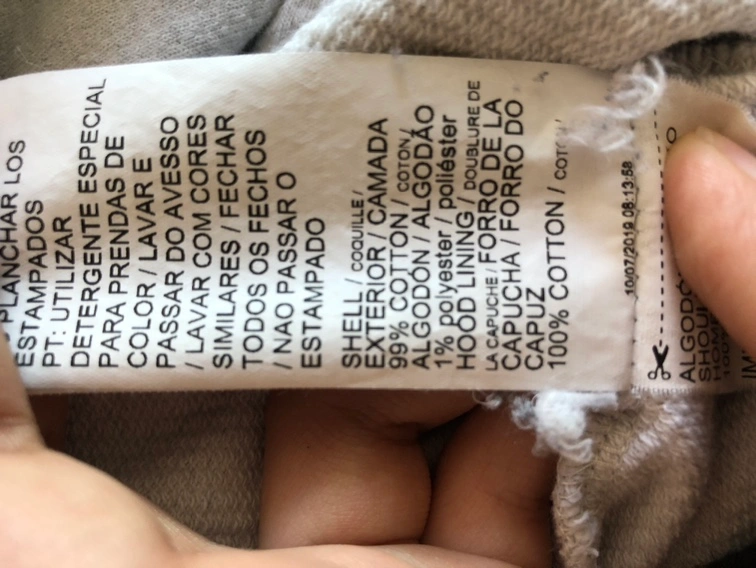 PLANCHAR LOS
ESTAMPADOS
PT: UTILIZAR
DETERGENTE ESPECIAL
PARA PRENDAS DE
COLOR / LAVAR E
PASSAR DO AVESSO
/ LAVAR COM CORES
SIMILARES / FECHAR
TODOS OS FECHOS
/ NAO PASSAR O
ESTAMPADO
SHELL / COQUILLE /
EXTERIOR / CAMADA
99% COTTON / COTON /
ALGODÓN / ALGODÃO
1% polyester / poliéster
HOOD LINING / DOUBLURE DE
LA CAPUCHE / FORRO DE LA
CAPUCHA / FORRO DO
CAPUZ
100% COTTON /
10/07/2019 08:13:58